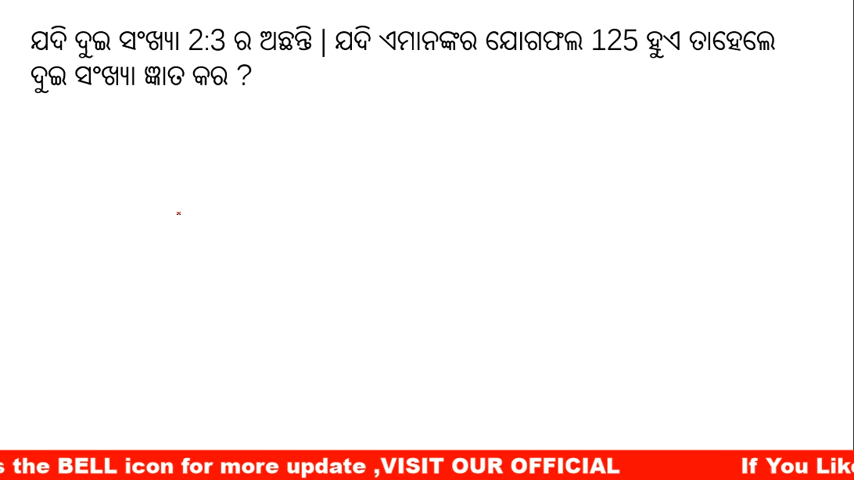 ଯଦି ଦୁଇ ସଂଖ୍ୟା 2:3 ର ଅଛନ୍ତି | ଯଦି ଏମାନଙ୍କର ଯୋଗଫଲ 125 ହୁଏ ତାହେଲେ
ଦୁଇ ସଂଖ୍ୟା ଜ୍ଞାତ କର ?
s the BELL icon for more update ,VISIT OUR OFFICIAL If You Like